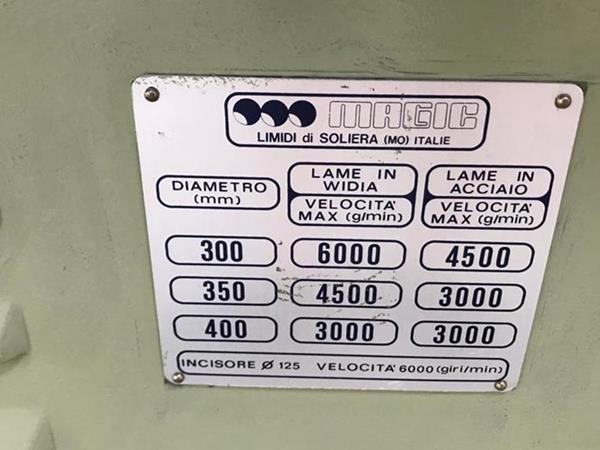 MAGIC
LIMIDI di SOLIERA (MO) ITALIE
DIAMETRO (mm)
LAME IN WIDIA
VELOCITA' MAX (g/min)
LAME IN ACCIAIO
VELOCITA' MAX (g/min)
300 6000 4500
350 4500 3000
400 3000 3000
INCISORE Ø 125 VELOCITA' 6000 (giri/min)